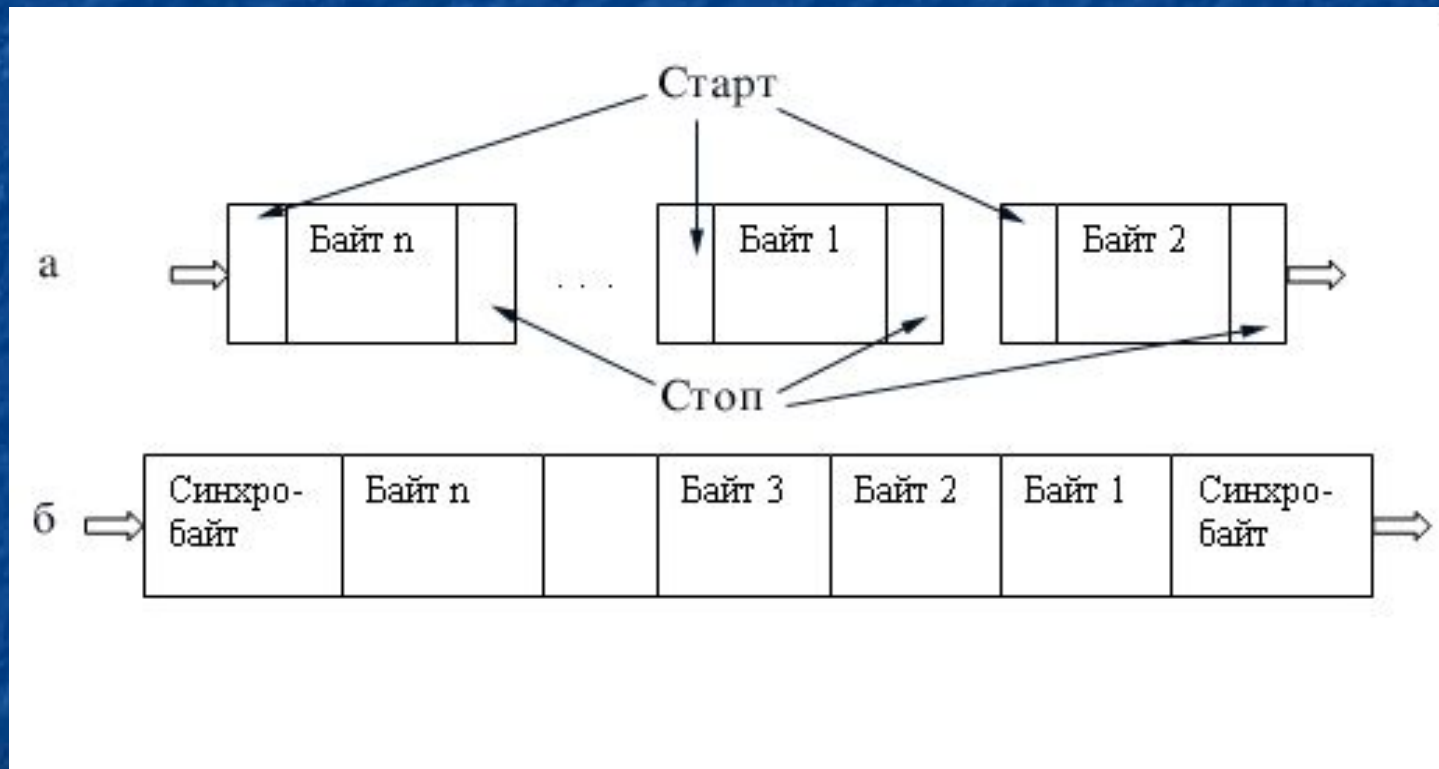 Старт
а
Байт n
. . .
Байт 1
Байт 2
Стоп
б
Синхро-
байт
Байт n
Байт 3
Байт 2
Байт 1
Синхро-
байт